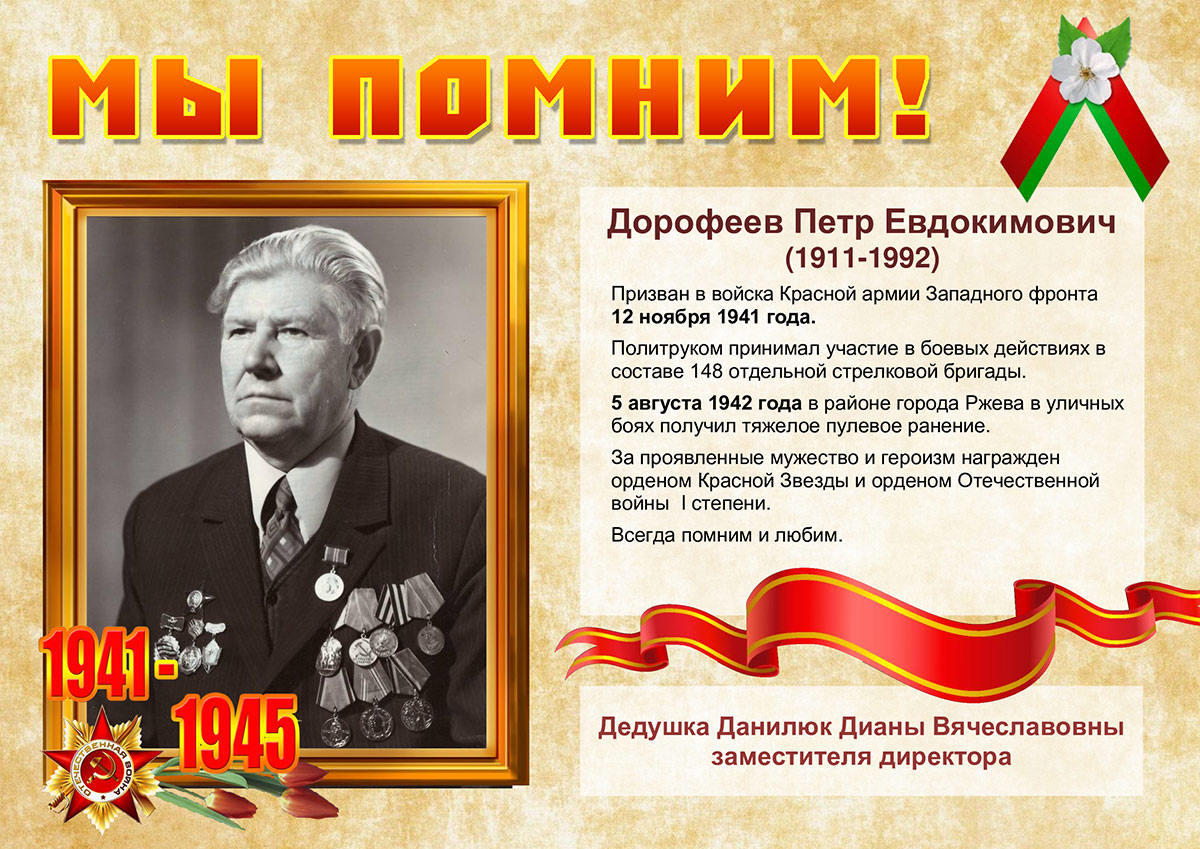 МЫ ПОМНИМ!
Дорофеев Петр Евдокимович
(1911-1992)
Призван в войска Красной армии Западного фронта
12 ноября 1941 года.
Политруком принимал участие в боевых действиях в
составе 148 отдельной стрелковой бригады.
5 августа 1942 года в районе города Ржева в уличных
боях получил тяжелое пулевое ранение.
За проявленные мужество и героизм награжден
орденом Красной Звезды и орденом Отечественной
войны I степени.
Всегда помним и любим.
1941-
1945
ОТЕЧЕСТВЕННАЯ ВОЙНА
Дедушка Данилюк Дианы Вячеславовны
заместителя директора